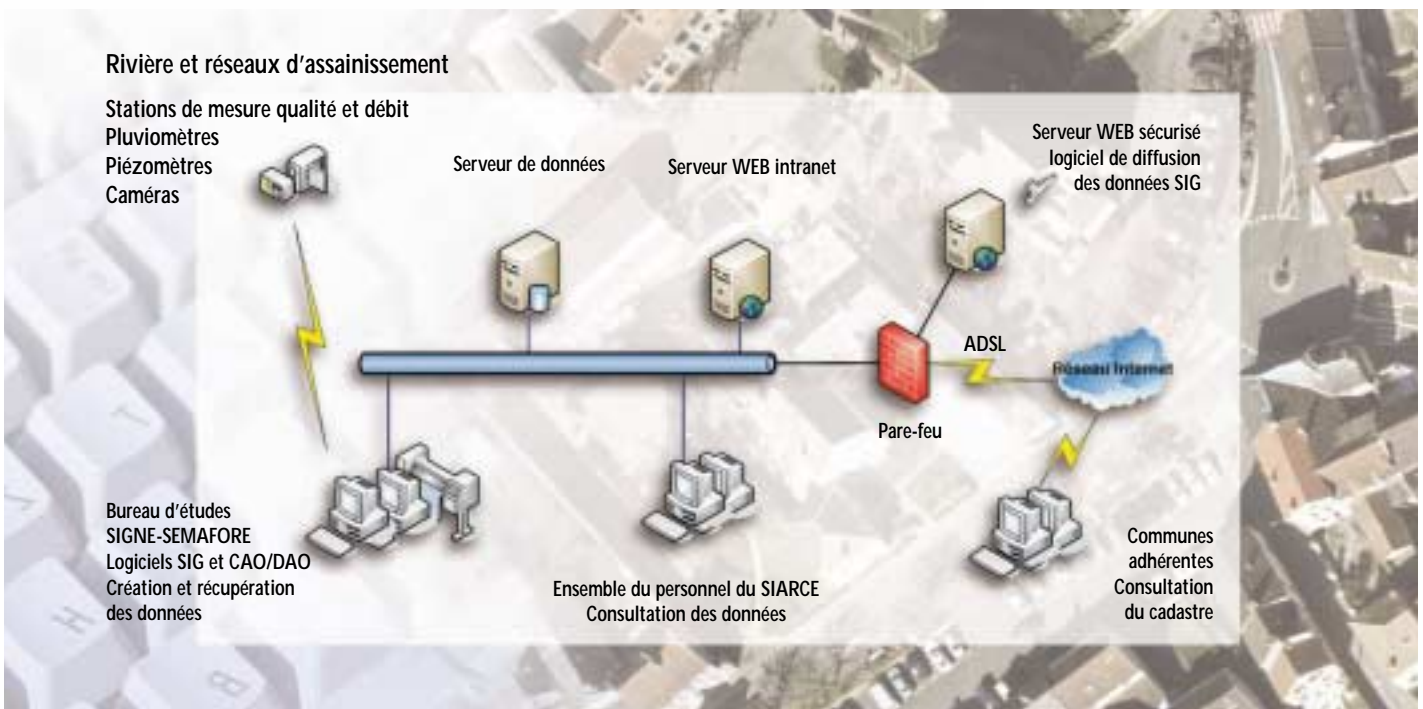 Rivière et réseaux d'assainissement
Stations de mesure qualité et débit
Pluviomètres
Piézomètres
Caméras
Serveur de données
Serveur WEB intranet
Serveur WEB sécurisé
logiciel de diffusion
des données SIG
ADSL
Réseau Internet
Pare-feu
Bureau d'études
SIGNE-SEMAFORE
Logiciels SIG et CAO/DAO
Création et récupération
des données
Ensemble du personnel du SIARCE
Consultation des données
Communes
adhérentes
Consultation
du cadastre
T
H
B